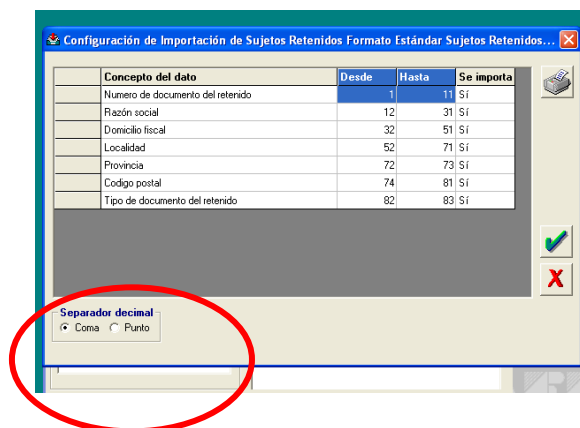 Configuración de Importación de Sujetos Retenidos Formato Estándar Sujetos Retenidos...
Concepto del dato Desde Hasta Se importa
Numero de documento del retenido 1 11 Sí
Razón social 12 31 Sí
Domicilio fiscal 32 51 Sí
Localidad 52 71 Sí
Provincia 72 73 Sí
Codigo postal 74 81 Sí
Tipo de documento del retenido 82 83 Sí
Separador decimal
Coma Punto